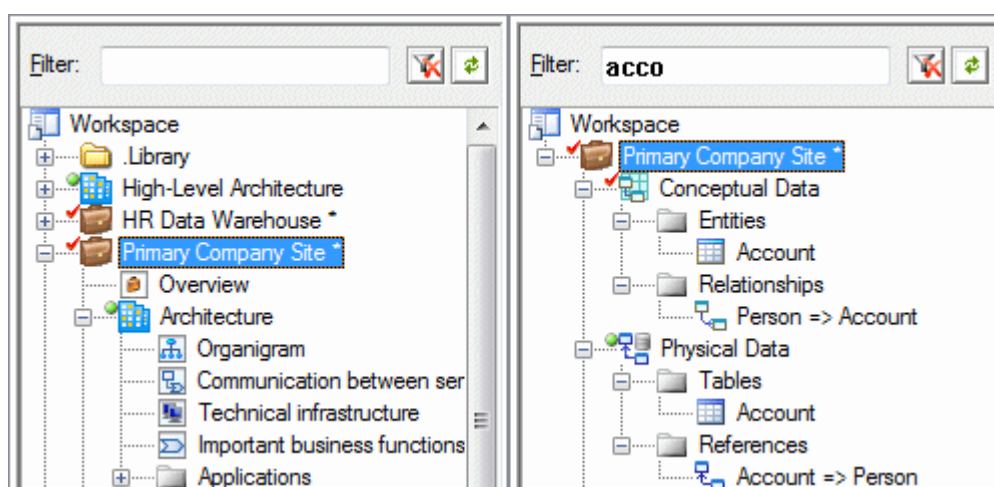 Filter:
Workspace
.Library
High-Level Architecture
HR Data Warehouse *
Primary Company Site *
Overview
Architecture
Organigram
Communication between ser
Technical infrastructure
Important business functions
Applications
Filter: acco
Workspace
Primary Company Site *
Conceptual Data
Entities
Account
Relationships
Person => Account
Physical Data
Tables
Account
References
Account => Person